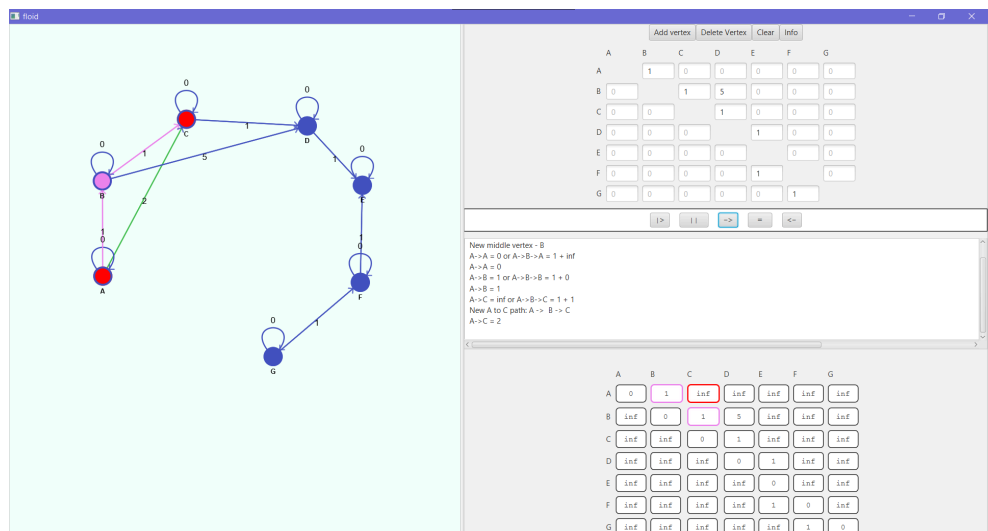 floid
Add vertex Delete Vertex Clear Info
A B C D E F G
A 1 0 0 0 0 0
B 0 1 5 0 0 0
C 0 0 1 0 0 0
D 0 0 0 1 0 0
E 0 0 0 0 0 0
F 0 0 0 0 1 0
G 0 0 0 0 0 1
|> || -> = <-
New middle vertex - B
A->A = 0 or A->B->A = 1 + inf
A->A = 0
A->B = 1 or A->B->B = 1 + 0
A->B = 1
A->C = inf or A->B->C = 1 + 1
New A to C path: A -> B -> C
A->C = 2
A B C D E F G
A 0 1 inf inf inf inf inf
B inf 0 1 5 inf inf inf
C inf inf 0 1 inf inf inf
D inf inf inf 0 1 inf inf
E inf inf inf inf 0 inf inf
F inf inf inf inf 1 0 inf
G inf inf inf inf inf 1 0
0
0
C
1
D
0
1
0
1
5
B
E
2
1
0
1
0
A
F
0
1
G